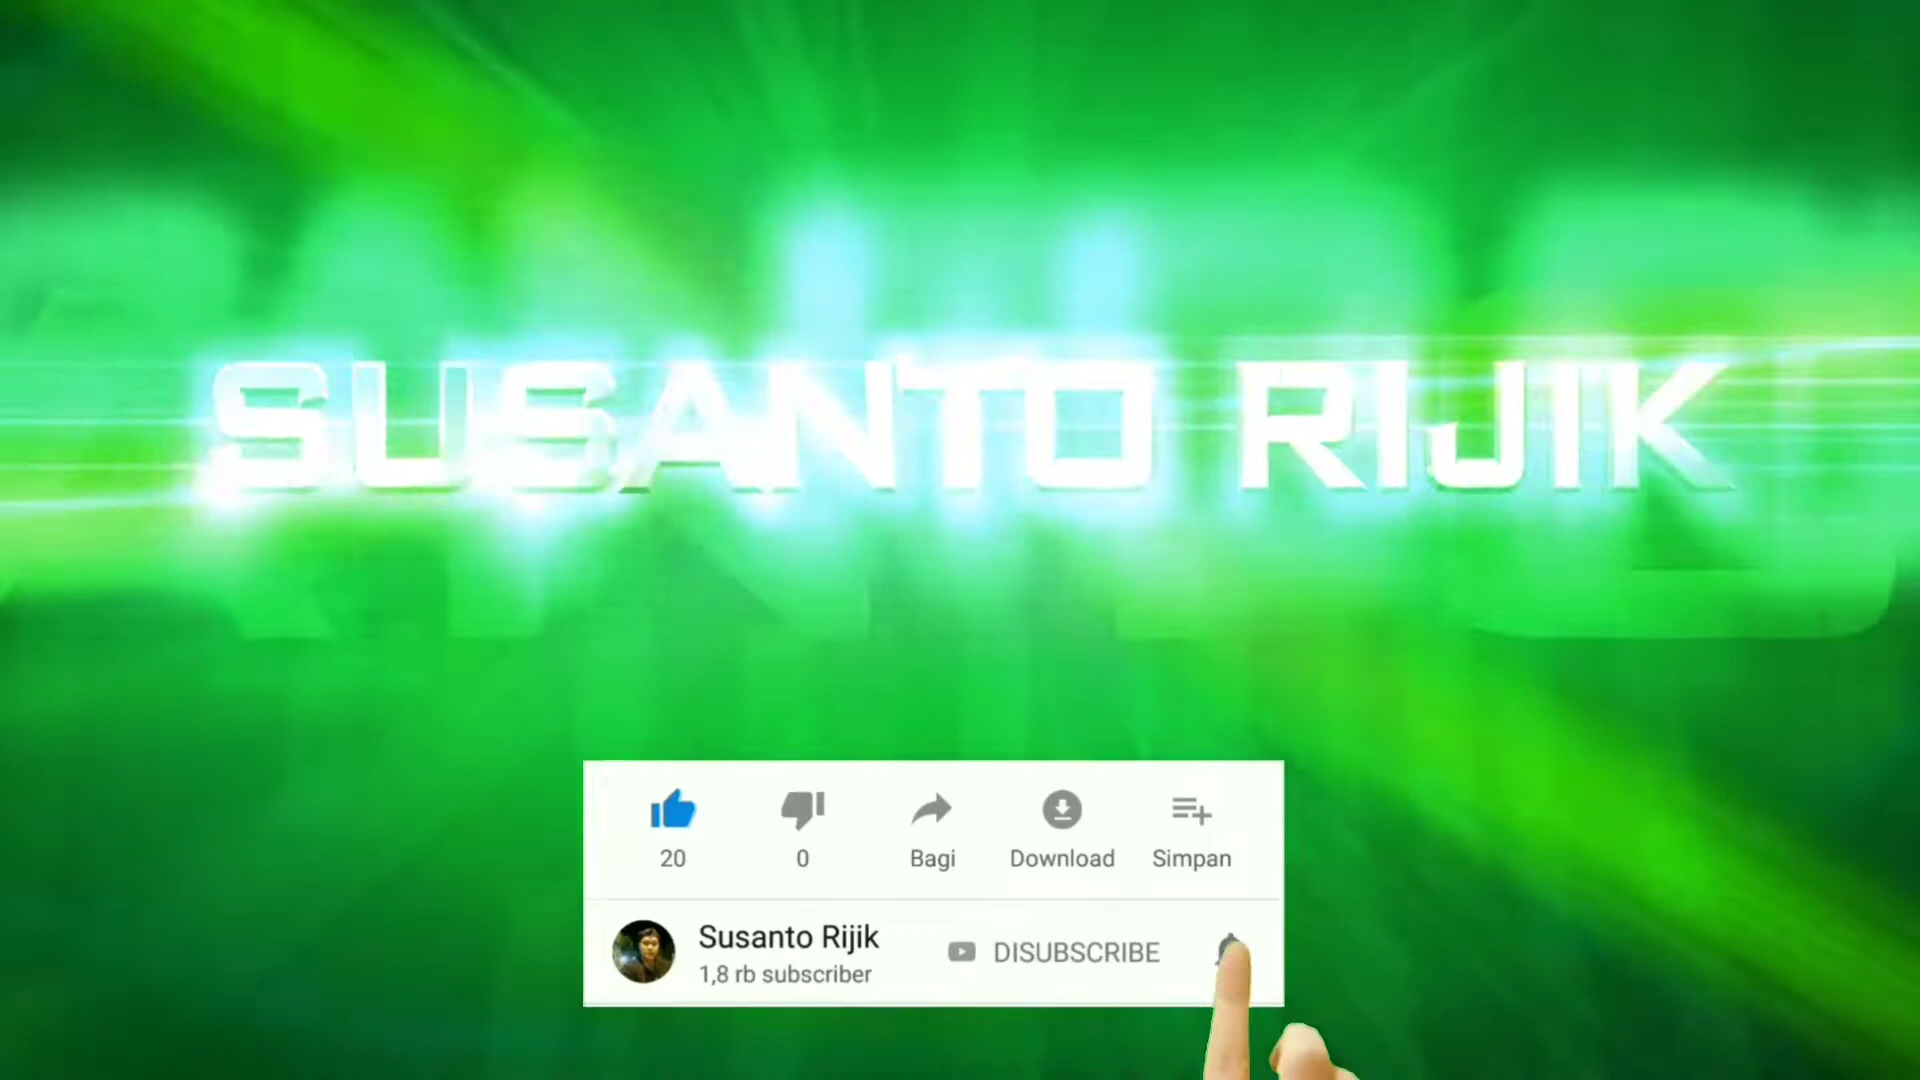 SUSANTO RIJIK
20
0
Bagi
Download
Simpan
Susanto Rijik
DISUBSCRIBE
1,8 rb subscriber